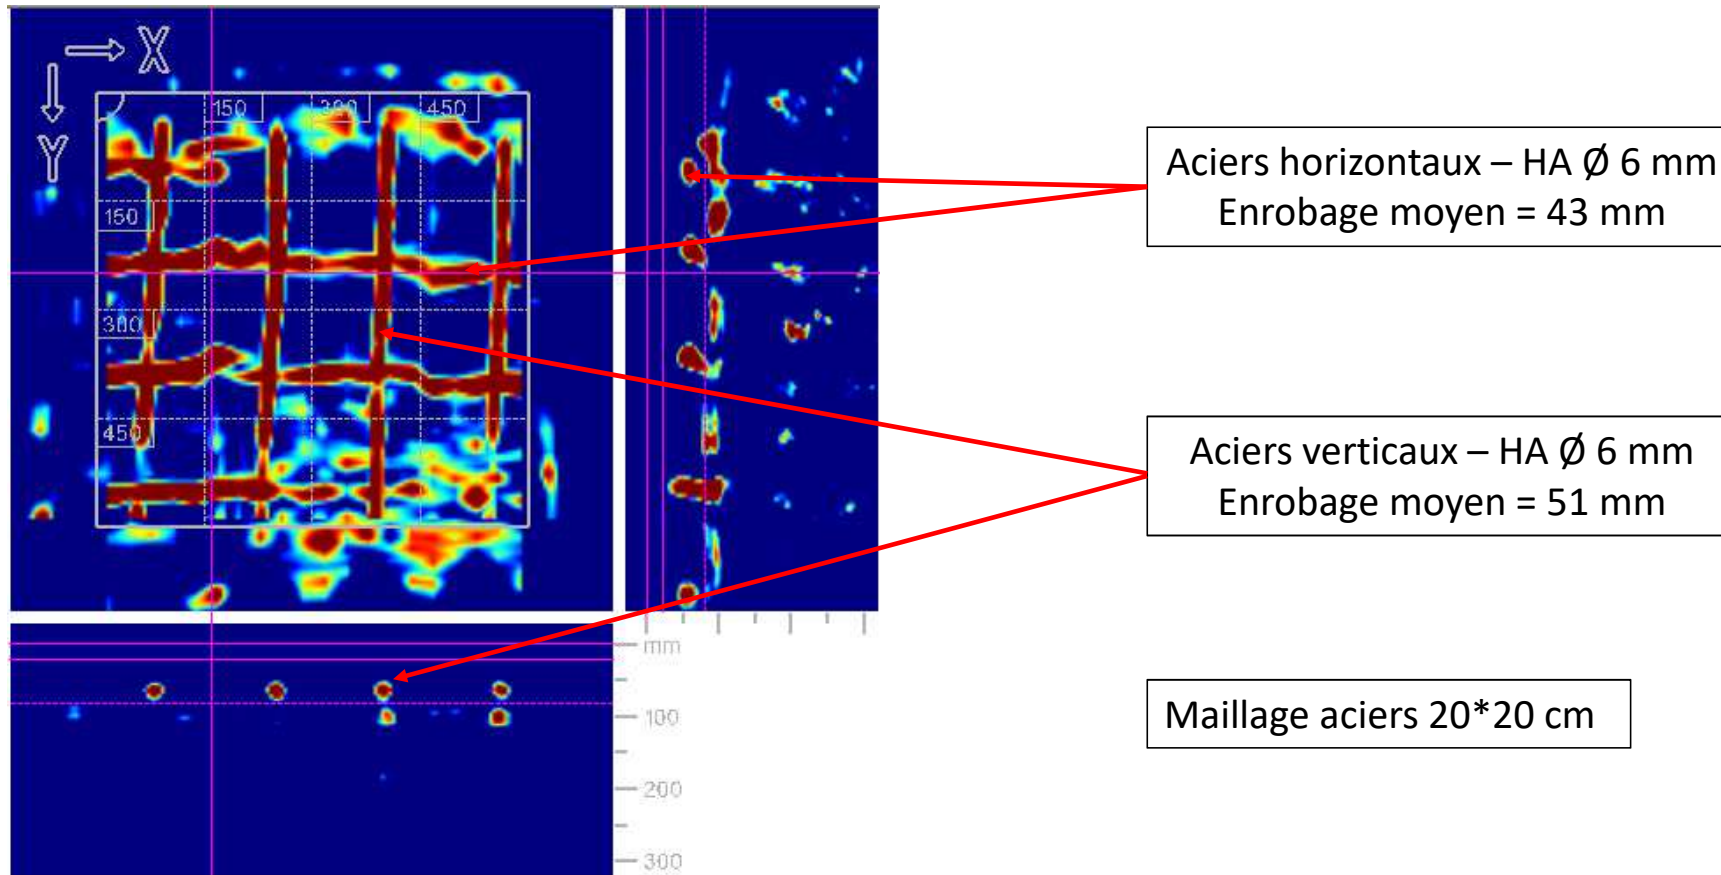 X
Y
150
300
450
150
300
450
mm
100
200
300
Aciers horizontaux – HA Ø 6 mm
Enrobage moyen = 43 mm
Aciers verticaux – HA Ø 6 mm
Enrobage moyen = 51 mm
Maillage aciers 20*20 cm